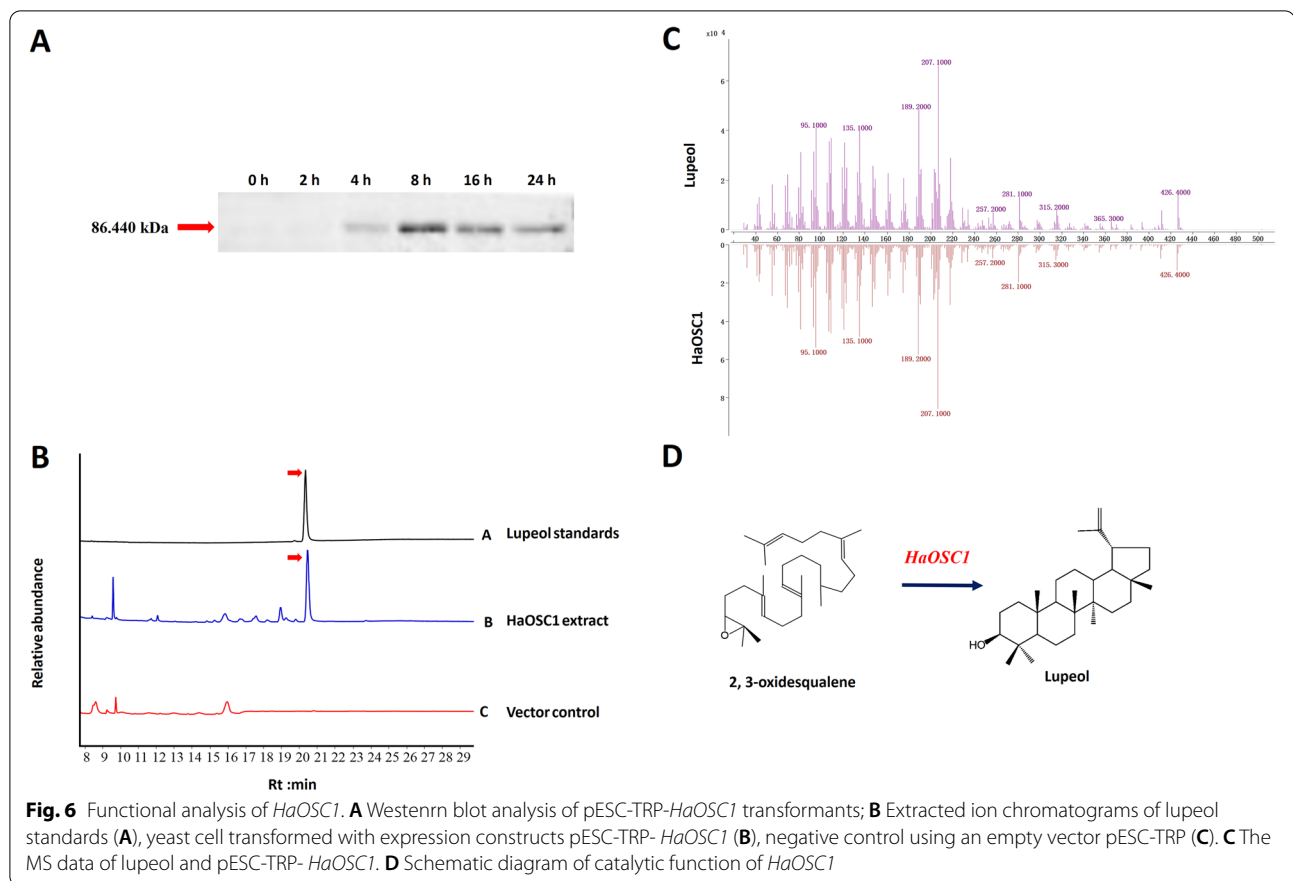 A
0 h 2 h 4 h 8 h 16 h 24 h
86.440 kDa
C
x10 4
Lupeol
6
4
2
0
207.1000
189.2000
95.1000
135.1000
257.2000
281.1000
315.2000
365.3000
426.4000
40 60 80 100 120 140 160 180 200 220 240 260 280 300 320 340 360 380 400 420 440 460 480 500
HaOSC1
0
2
4
6
8
257.2000
281.1000
315.3000
426.4000
95.1000
135.1000
189.2000
207.1000
B
Relative abundance
A Lupeol standards
B HaOSC1 extract
C Vector control
8 9 10 11 12 13 14 15 16 17 18 19 20 21 22 23 24 25 26 27 28 29
Rt :min
D
HaOSC1
O
HO
2, 3-oxidesqualene
Lupeol
Fig. 6 Functional analysis of HaOSC1. A Westenrn blot analysis of pESC-TRP-HaOSC1 transformants; B Extracted ion chromatograms of lupeol
standards (A), yeast cell transformed with expression constructs pESC-TRP- HaOSC1 (B), negative control using an empty vector pESC-TRP (C). C The
MS data of lupeol and pESC-TRP- HaOSC1. D Schematic diagram of catalytic function of HaOSC1